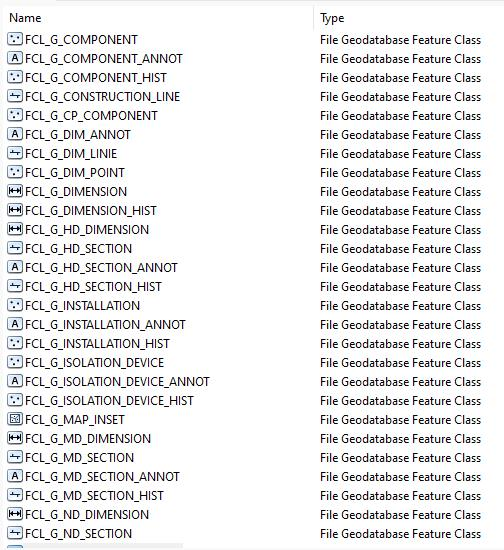 Name Type
FCL_G_COMPONENT File Geodatabase Feature Class
A FCL_G_COMPONENT_ANNOT File Geodatabase Feature Class
FCL_G_COMPONENT_HIST File Geodatabase Feature Class
FCL_G_CONSTRUCTION_LINE File Geodatabase Feature Class
FCL_G_CP_COMPONENT File Geodatabase Feature Class
A FCL_G_DIM_ANNOT File Geodatabase Feature Class
FCL_G_DIM_LINIE File Geodatabase Feature Class
FCL_G_DIM_POINT File Geodatabase Feature Class
FCL_G_DIMENSION File Geodatabase Feature Class
FCL_G_DIMENSION_HIST File Geodatabase Feature Class
FCL_G_HD_DIMENSION File Geodatabase Feature Class
FCL_G_HD_SECTION File Geodatabase Feature Class
A FCL_G_HD_SECTION_ANNOT File Geodatabase Feature Class
FCL_G_HD_SECTION_HIST File Geodatabase Feature Class
FCL_G_INSTALLATION File Geodatabase Feature Class
A FCL_G_INSTALLATION_ANNOT File Geodatabase Feature Class
FCL_G_INSTALLATION_HIST File Geodatabase Feature Class
FCL_G_ISOLATION_DEVICE File Geodatabase Feature Class
A FCL_G_ISOLATION_DEVICE_ANNOT File Geodatabase Feature Class
FCL_G_ISOLATION_DEVICE_HIST File Geodatabase Feature Class
FCL_G_MAP_INSET File Geodatabase Feature Class
FCL_G_MD_DIMENSION File Geodatabase Feature Class
FCL_G_MD_SECTION File Geodatabase Feature Class
A FCL_G_MD_SECTION_ANNOT File Geodatabase Feature Class
FCL_G_MD_SECTION_HIST File Geodatabase Feature Class
FCL_G_ND_DIMENSION File Geodatabase Feature Class
FCL_G_ND_SECTION File Geodatabase Feature Class